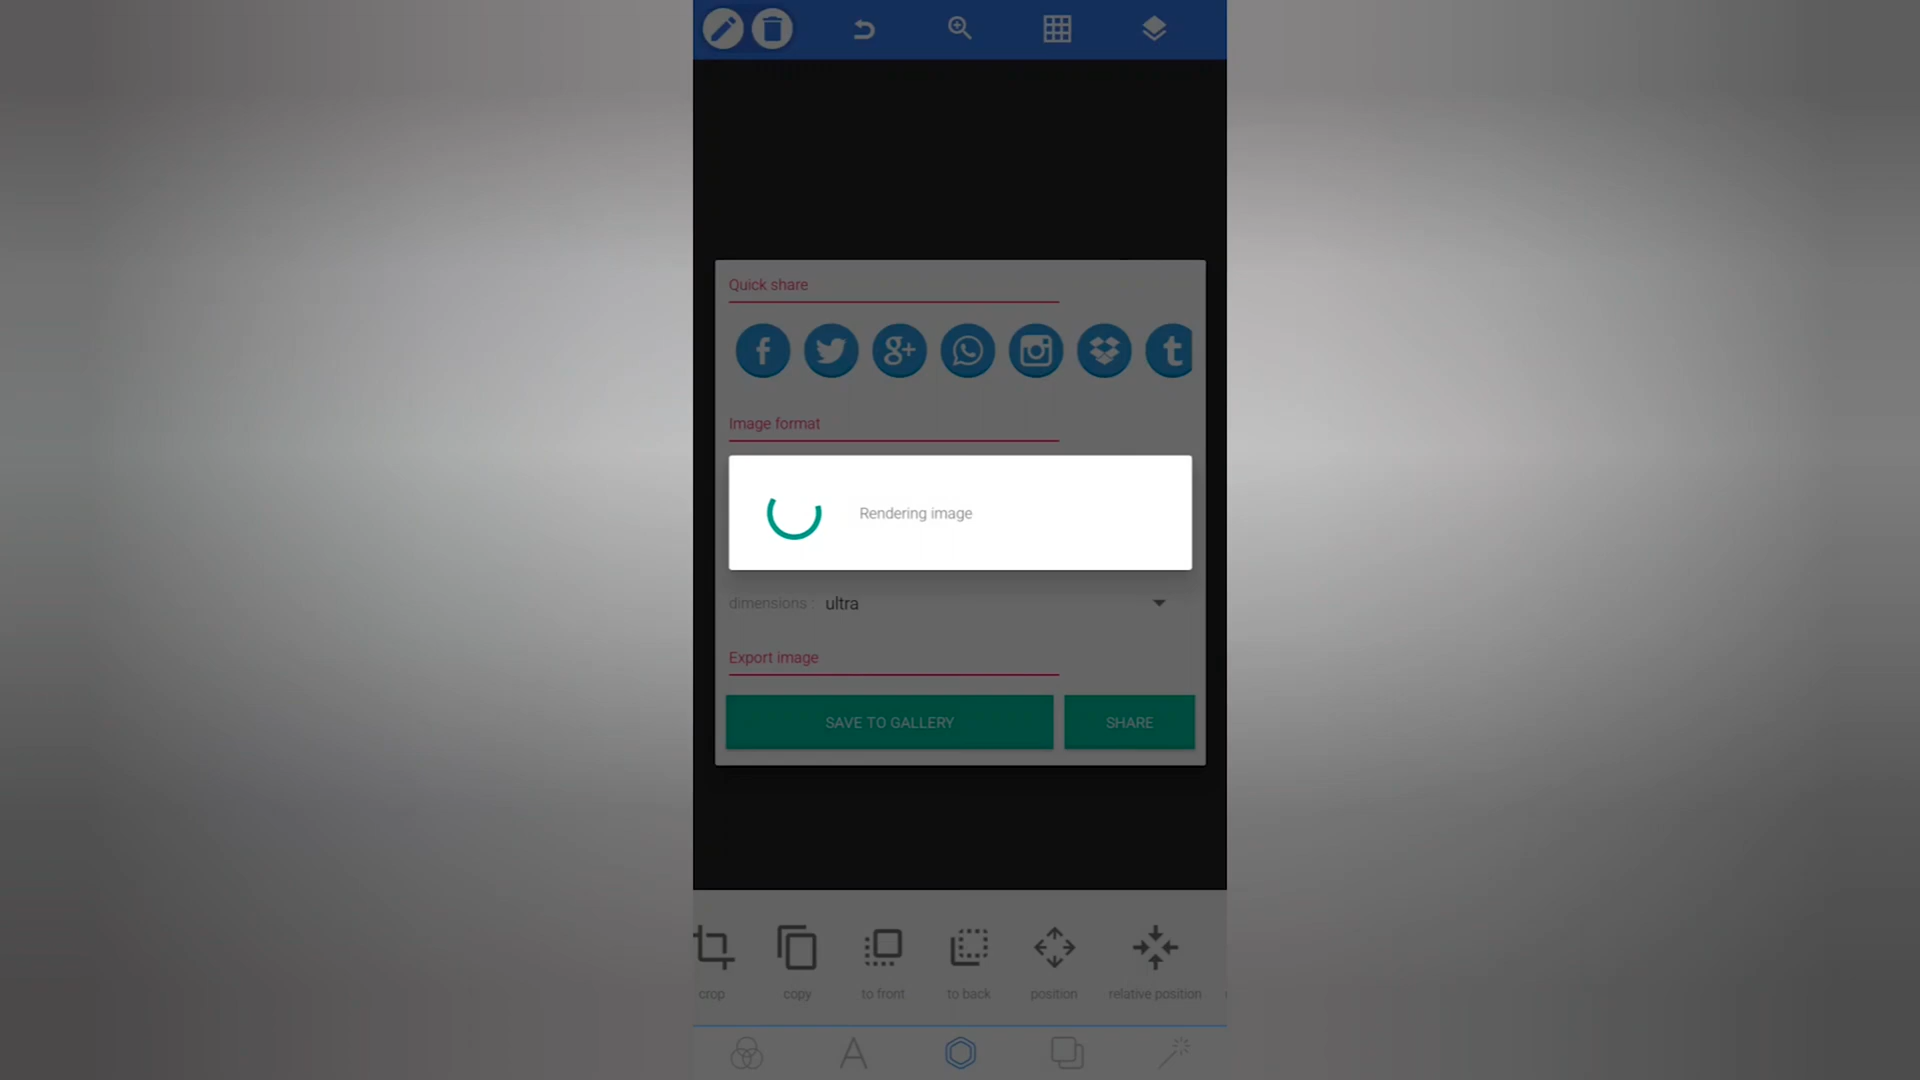 Quick share
Image format
Rendering image
dimensions : ultra
Export image
SAVE TO GALLERY SHARE
crop copy to front to back position relative position